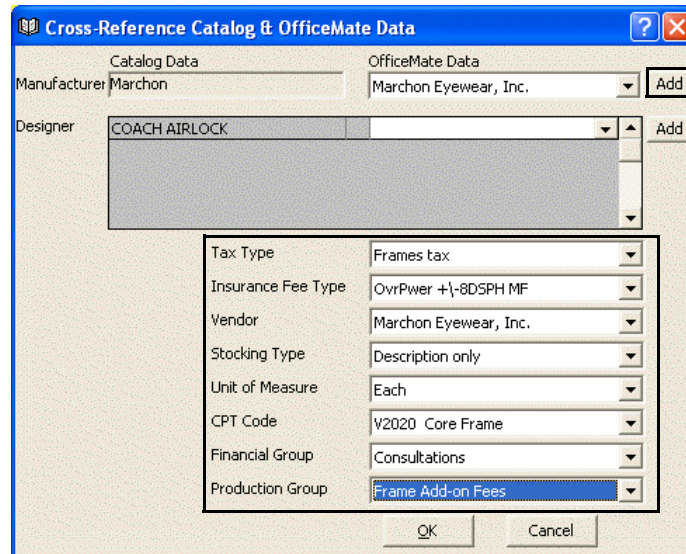 Cross-Reference Catalog & OfficeMate Data
Catalog Data OfficeMate Data
Manufacturer Marchon Marchon Eyewear, Inc. Add
Designer COACH AIRLOCK Add
Tax Type Frames tax
Insurance Fee Type OvrPwer +\-8DSPH MF
Vendor Marchon Eyewear, Inc.
Stocking Type Description only
Unit of Measure Each
CPT Code V2020 Core Frame
Financial Group Consultations
Production Group Frame Add-on Fees
OK Cancel